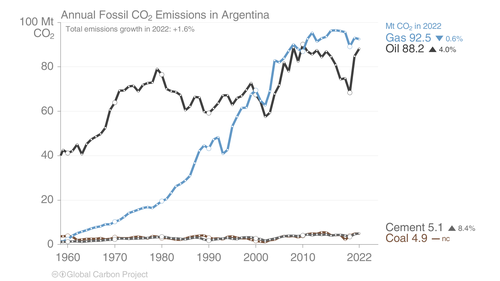 Annual Fossil CO₂ Emissions in Argentina
100 Mt
CO₂
Total emissions growth in 2022: +1.6%
Mt CO₂ in 2022
Gas 92.5 ▼ 0.6%
Oil 88.2 ▲ 4.0%
80
60
40
20
Cement 5.1 ▲ 8.4%
Coal 4.9 — nc
0
1960 1970 1980 1990 2000 2010 2022
Global Carbon Project